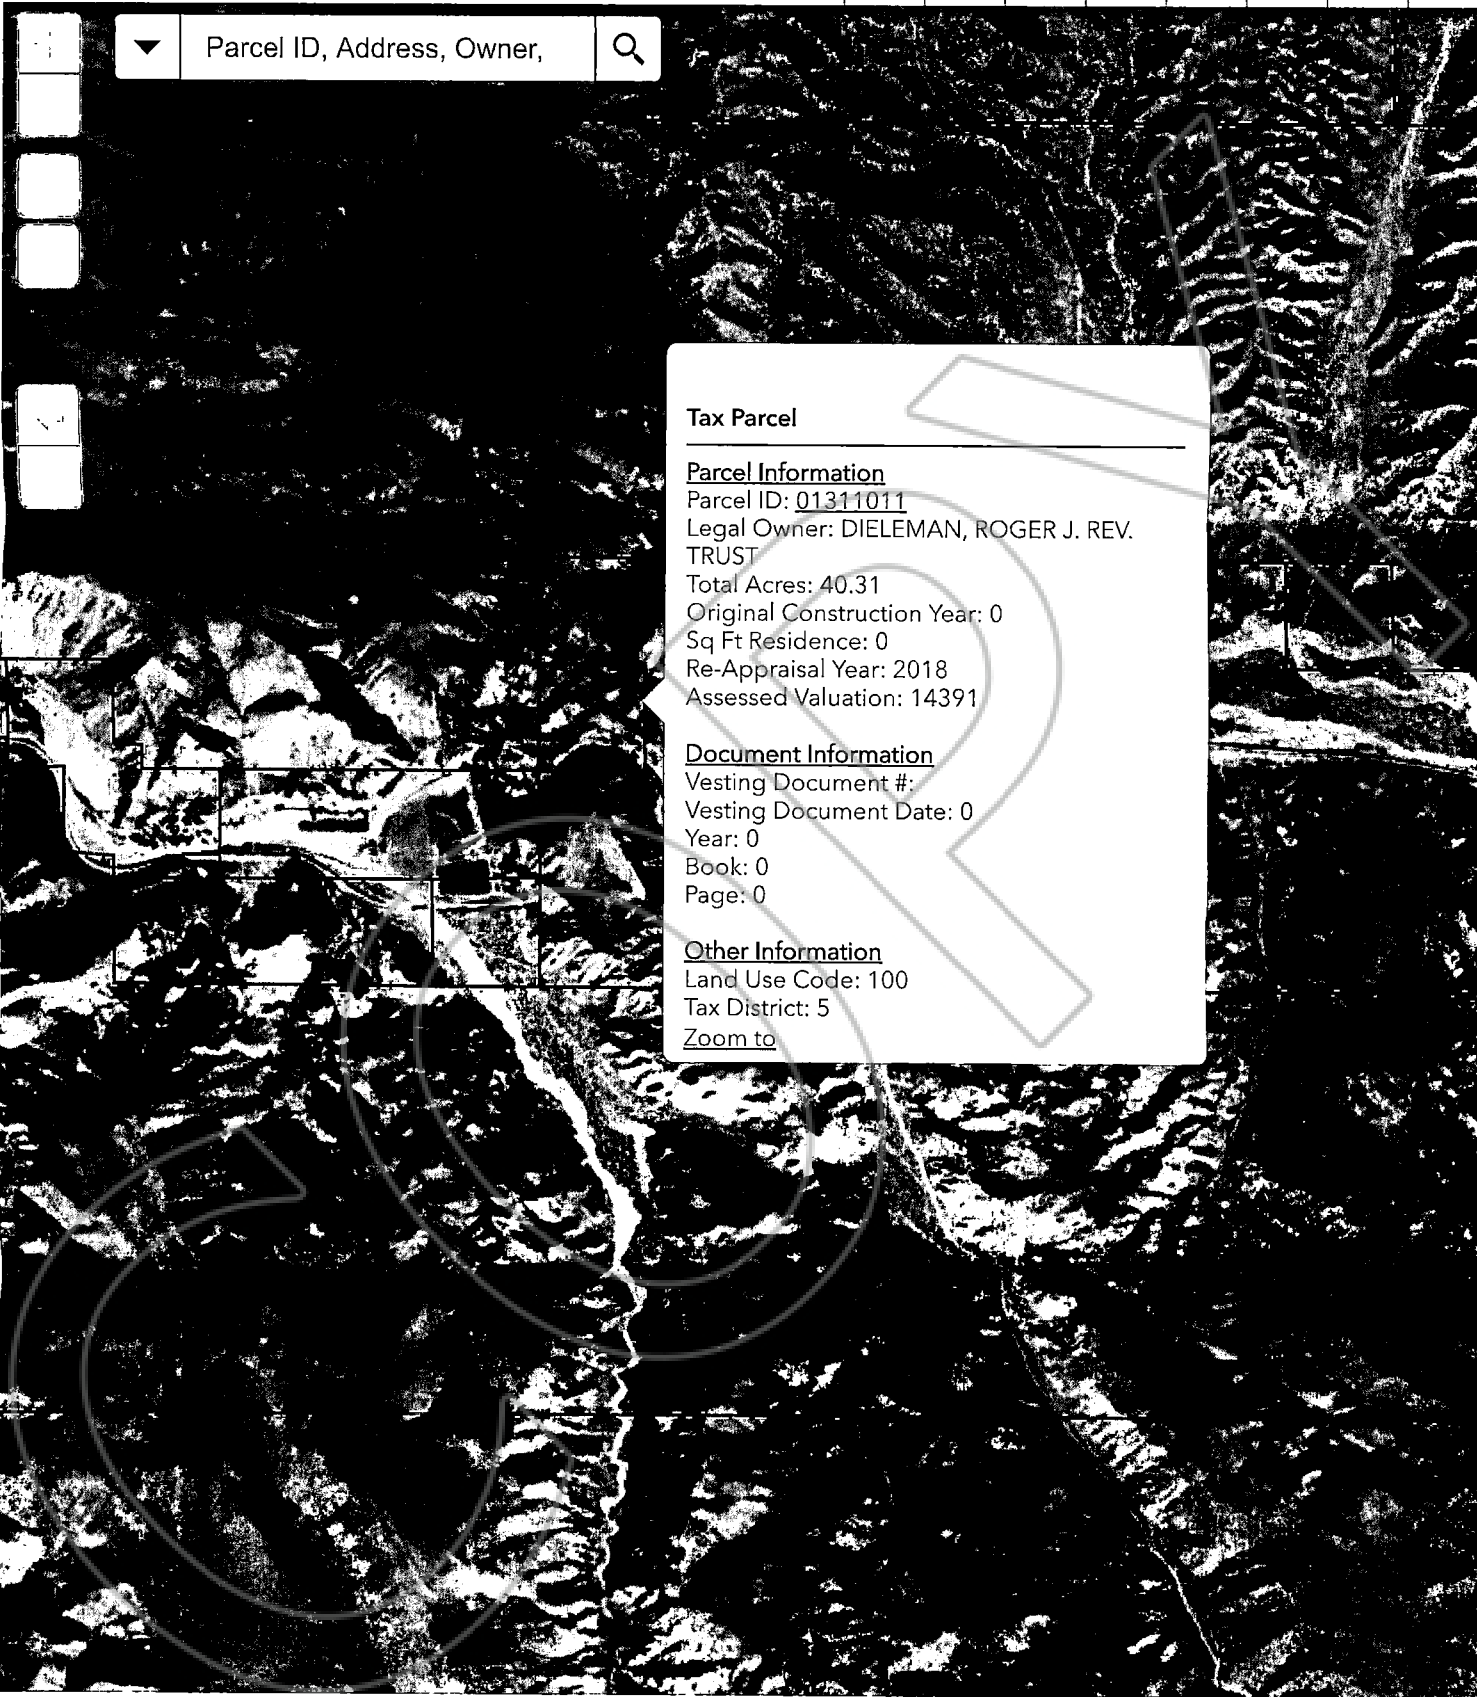 Parcel ID, Address, Owner,
Tax Parcel
Parcel Information
Parcel ID: 01311011
Legal Owner: DIELEMAN, ROGER J. REV.
TRUST
Total Acres: 40.31
Original Construction Year: 0
Sq Ft Residence: 0
Re-Appraisal Year: 2018
Assessed Valuation: 14391
Document Information
Vesting Document #:
Vesting Document Date: 0
Year: 0
Book: 0
Page: 0
Other Information
Land Use Code: 100
Tax District: 5
Zoom to
COPY